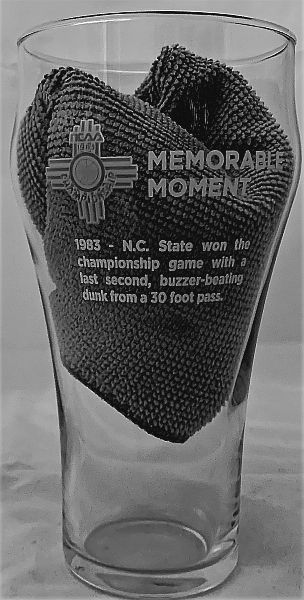 MEMORABLE
MOMENT
1983 - N.C. State won the
championship game with a
last second, buzzer-beating
dunk from a 30 foot pass.